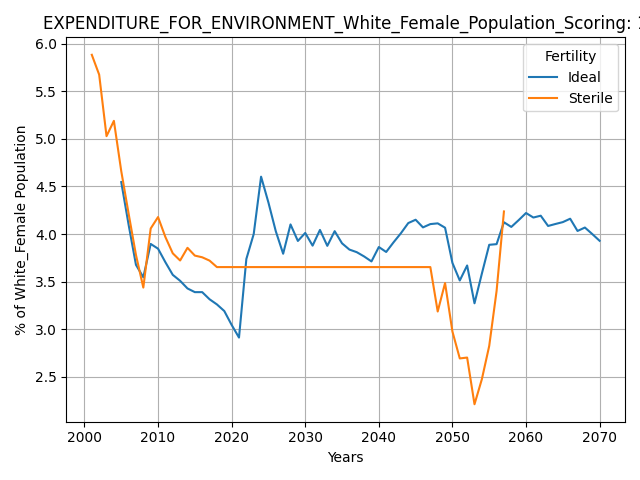 EXPENDITURE_FOR_ENVIRONMENT_White_Female_Population_Scoring:
Fertility
Ideal
Sterile
% of White_Female Population
6.0
5.5
5.0
4.5
4.0
3.5
3.0
2.5
2000 2010 2020 2030 2040 2050 2060 2070
Years